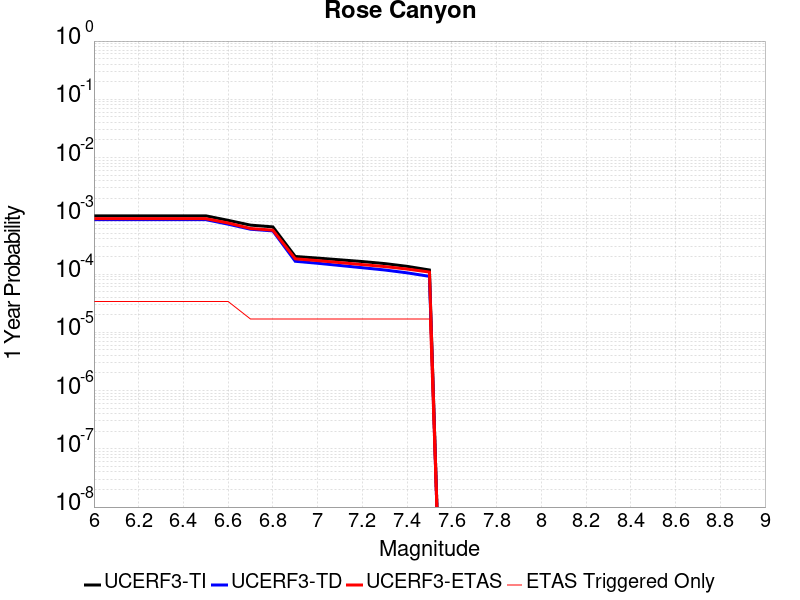 Rose Canyon
10^0
10^-1
10^-2
10^-3
10^-4
10^-5
10^-6
10^-7
10^-8
1 Year Probability
6 6.2 6.4 6.6 6.8 7 7.2 7.4 7.6 7.8 8 8.2 8.4 8.6 8.8 9
Magnitude
UCERF3-TI UCERF3-TD UCERF3-ETAS ETAS Triggered Only